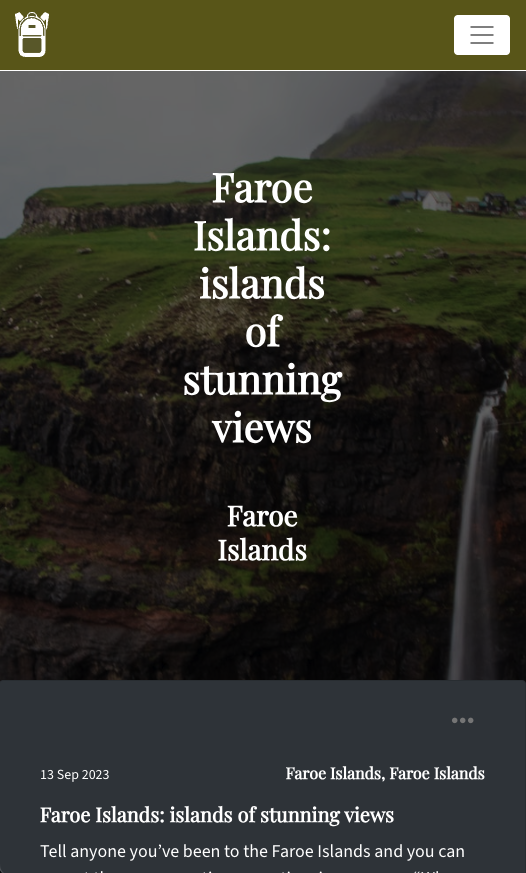 Faroe
Islands:
islands
of
stunning
views
Faroe
Islands
13 Sep 2023
Faroe Islands, Faroe Islands
Faroe Islands: islands of stunning views
Tell anyone you’ve been to the Faroe Islands and you can